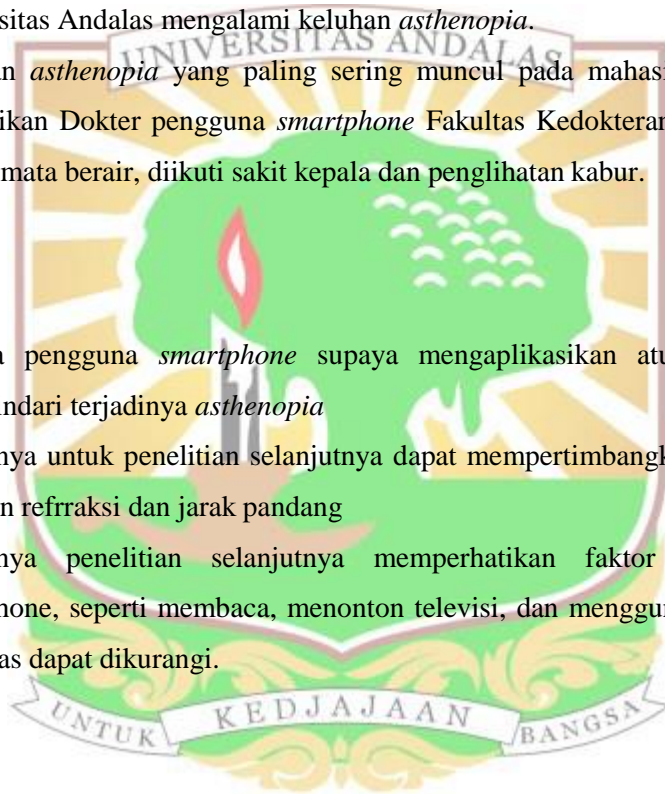 sitas Andalas mengalami keluhan asthenopia.
UNIVERSITAS ANDALAS
an asthenopia yang paling sering muncul pada mahasi
ikan Dokter pengguna smartphone Fakultas Kedokteran
mata berair, diikuti sakit kepala dan penglihatan kabur.
a pengguna smartphone supaya mengaplikasikan atu
indari terjadinya asthenopia
nya untuk penelitian selanjutnya dapat mempertimbangk
n refrraksi dan jarak pandang
nya penelitian selanjutnya memperhatikan faktor
hone, seperti membaca, menonton televisi, dan menggun
as dapat dikurangi.
UNTUK KEDJAJAAN BANGSA